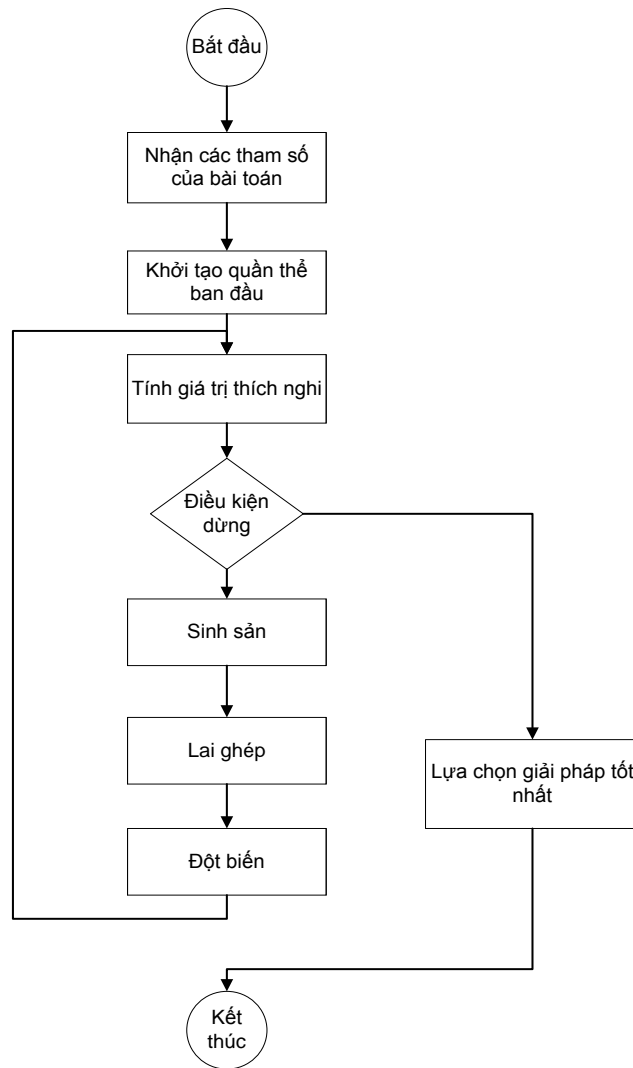 Bắt đầu
Nhận các tham số
của bài toán
Khởi tạo quần thể
ban đầu
Tính giá trị thích nghi
Điều kiện
dừng
Sinh sản
Lai ghép
Lựa chọn giải pháp tốt
nhất
Đột biến
Kết
thúc